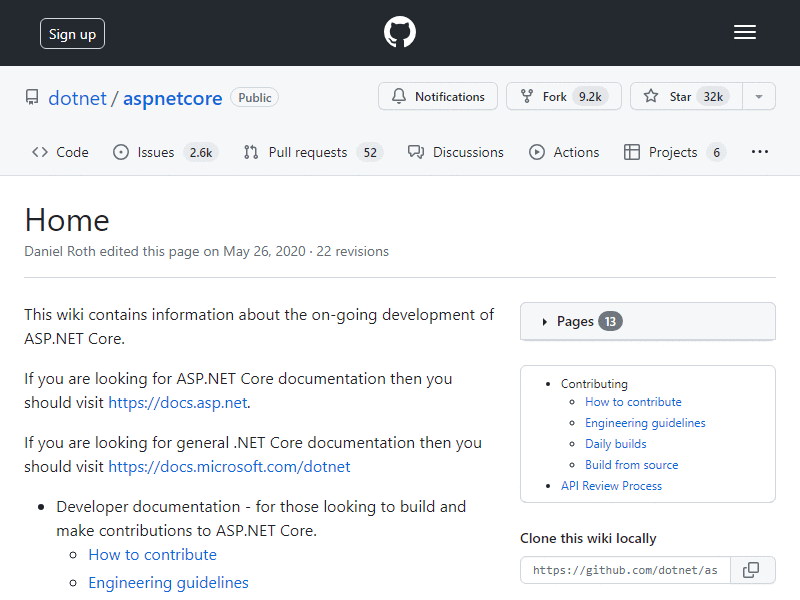 Sign up
dotnet / aspnetcore Public
Notifications
Fork 9.2k
Star 32k
Code
Issues 2.6k
Pull requests 52
Discussions
Actions
Projects 6
Home
Daniel Roth edited this page on May 26, 2020 · 22 revisions
This wiki contains information about the on-going development of
ASP.NET Core.
If you are looking for ASP.NET Core documentation then you
should visit https://docs.asp.net.
If you are looking for general .NET Core documentation then you
should visit https://docs.microsoft.com/dotnet
Developer documentation - for those looking to build and
make contributions to ASP.NET Core.
How to contribute
Engineering guidelines
Pages 13
Contributing
How to contribute
Engineering guidelines
Daily builds
Build from source
API Review Process
Clone this wiki locally
https://github.com/dotnet/as